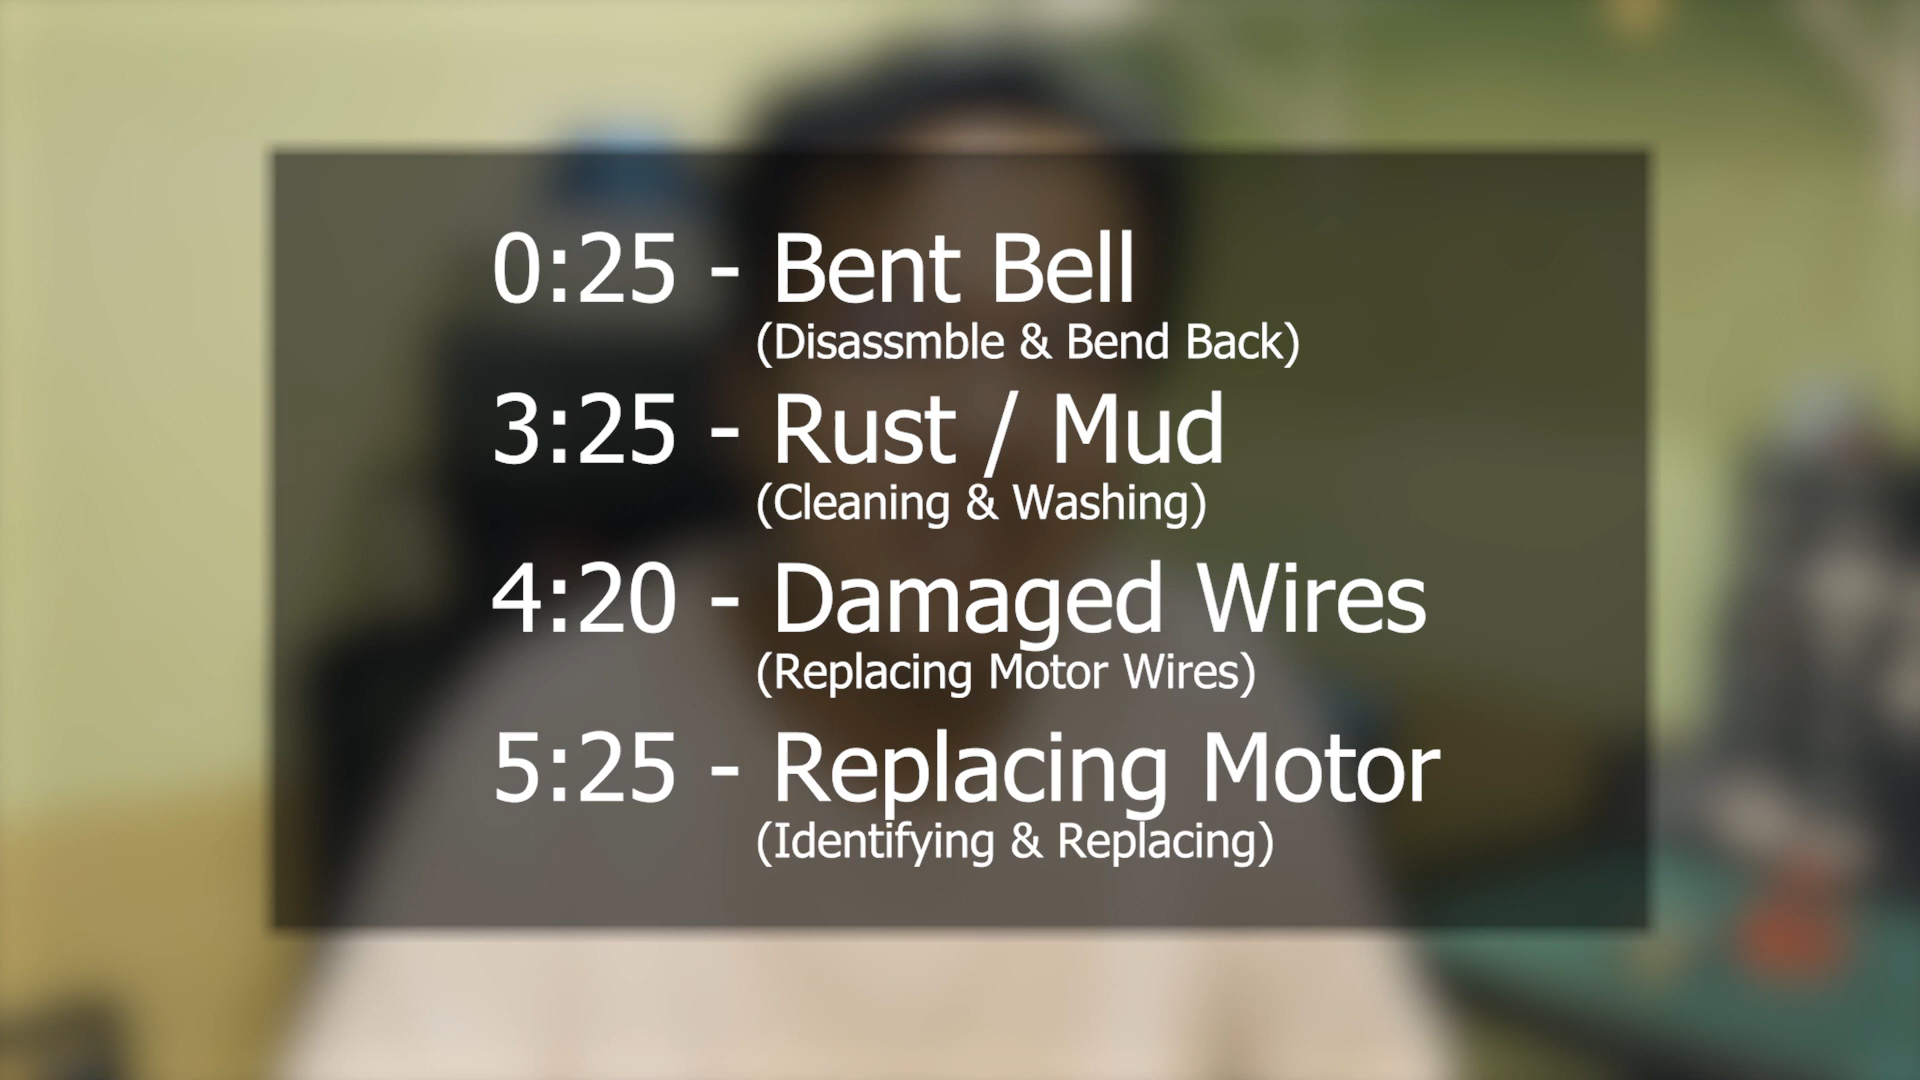 0:25 - Bent Bell
(Disassmble & Bend Back)
3:25 - Rust / Mud
(Cleaning & Washing)
4:20 - Damaged Wires
(Replacing Motor Wires)
5:25 - Replacing Motor
(Identifying & Replacing)